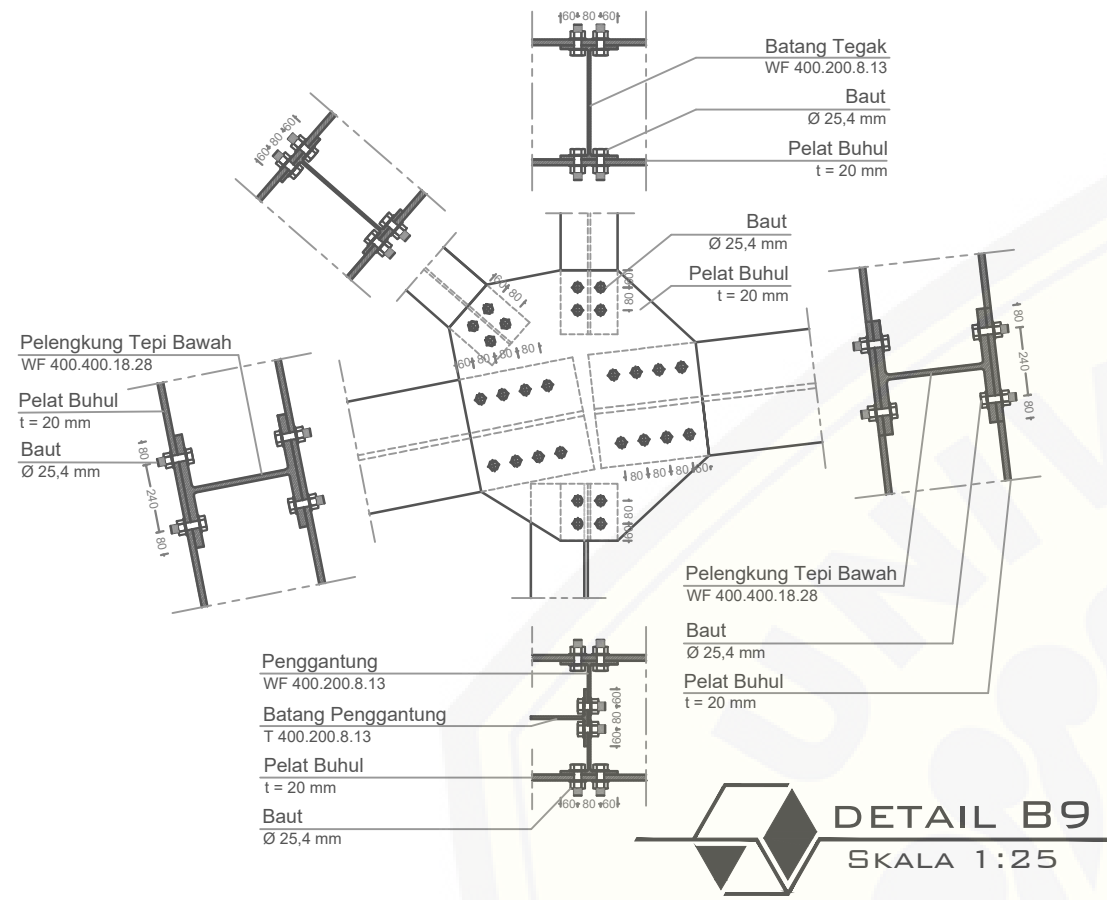 60 80 60
Batang Tegak
WF 400.200.8.13
Baut
Ø 25,4 mm
Pelat Buhul
t = 20 mm
60 80 60
Baut
Ø 25,4 mm
Pelat Buhul
t = 20 mm
60 80
80 60
60 80 80 80
Pelengkung Tepi Bawah
WF 400.400.18.28
Pelat Buhul
t = 20 mm
Baut
Ø 25,4 mm
80 240 80
80 240 80
80 80 80 60
60 80
Pelengkung Tepi Bawah
WF 400.400.18.28
Baut
Ø 25,4 mm
Pelat Buhul
t = 20 mm
Penggantung
WF 400.200.8.13
Batang Penggantung
T 400.200.8.13
Pelat Buhul
t = 20 mm
Baut
Ø 25,4 mm
60 80 60
60 80 60
DETAIL B9
SKALA 1:25